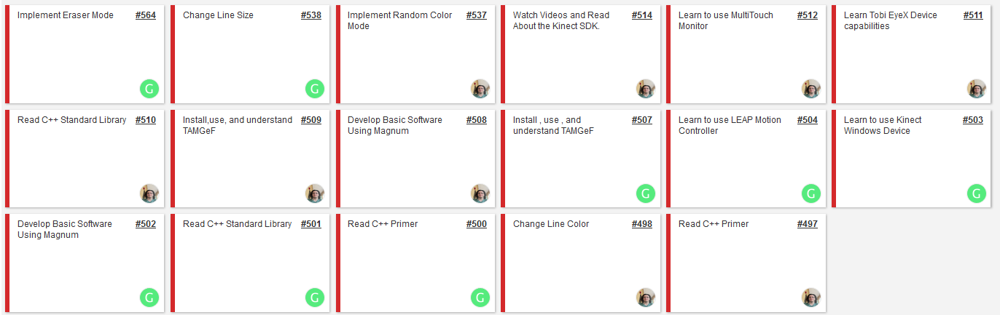 Implement Eraser Mode #564
Change Line Size #538
Implement Random Color #537
Mode
Watch Videos and Read #514
About the Kinect SDK.
Learn to use MultiTouch #512
Monitor
Learn Tobi EyeX Device #511
capabilities
G
G
Read C++ Standard Library #510
Install,use, and understand #509
TAMGeF
Develop Basic Software #508
Using Magnum
Install , use , and #507
understand TAMGeF
Learn to use LEAP Motion #504
Controller
Learn to use Kinect #503
Windows Device
G
G
G
Develop Basic Software #502
Using Magnum
Read C++ Standard Library #501
Read C++ Primer #500
Change Line Color #498
Read C++ Primer #497
G
G
G